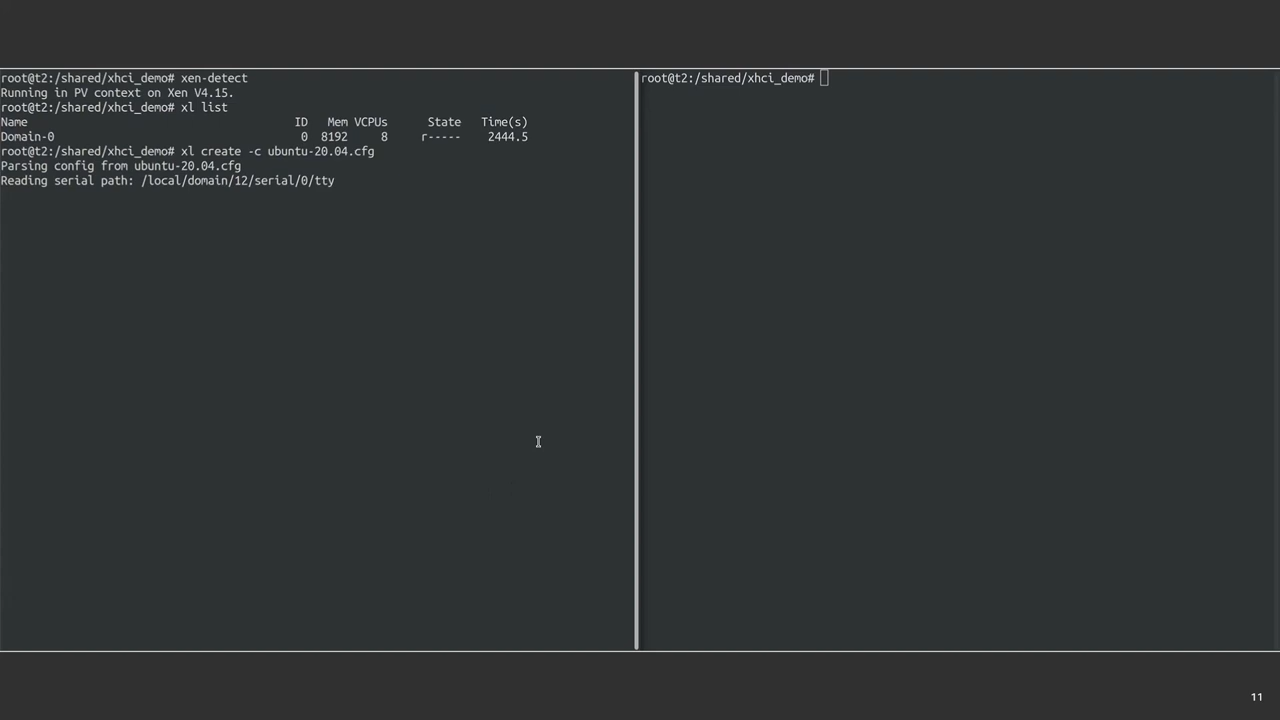 root@t2:/shared/xhci_demo# xen-detect
Running in PV context on Xen V4.15.
root@t2:/shared/xhci_demo# xl list
Name ID Mem VCPUs State Time(s)
Domain-0 0 8192 8 r----- 2444.5
root@t2:/shared/xhci_demo# xl create -c ubuntu-20.04.cfg
Parsing config from ubuntu-20.04.cfg
Reading serial path: /local/domain/12/serial/0/tty
root@t2:/shared/xhci_demo#
11